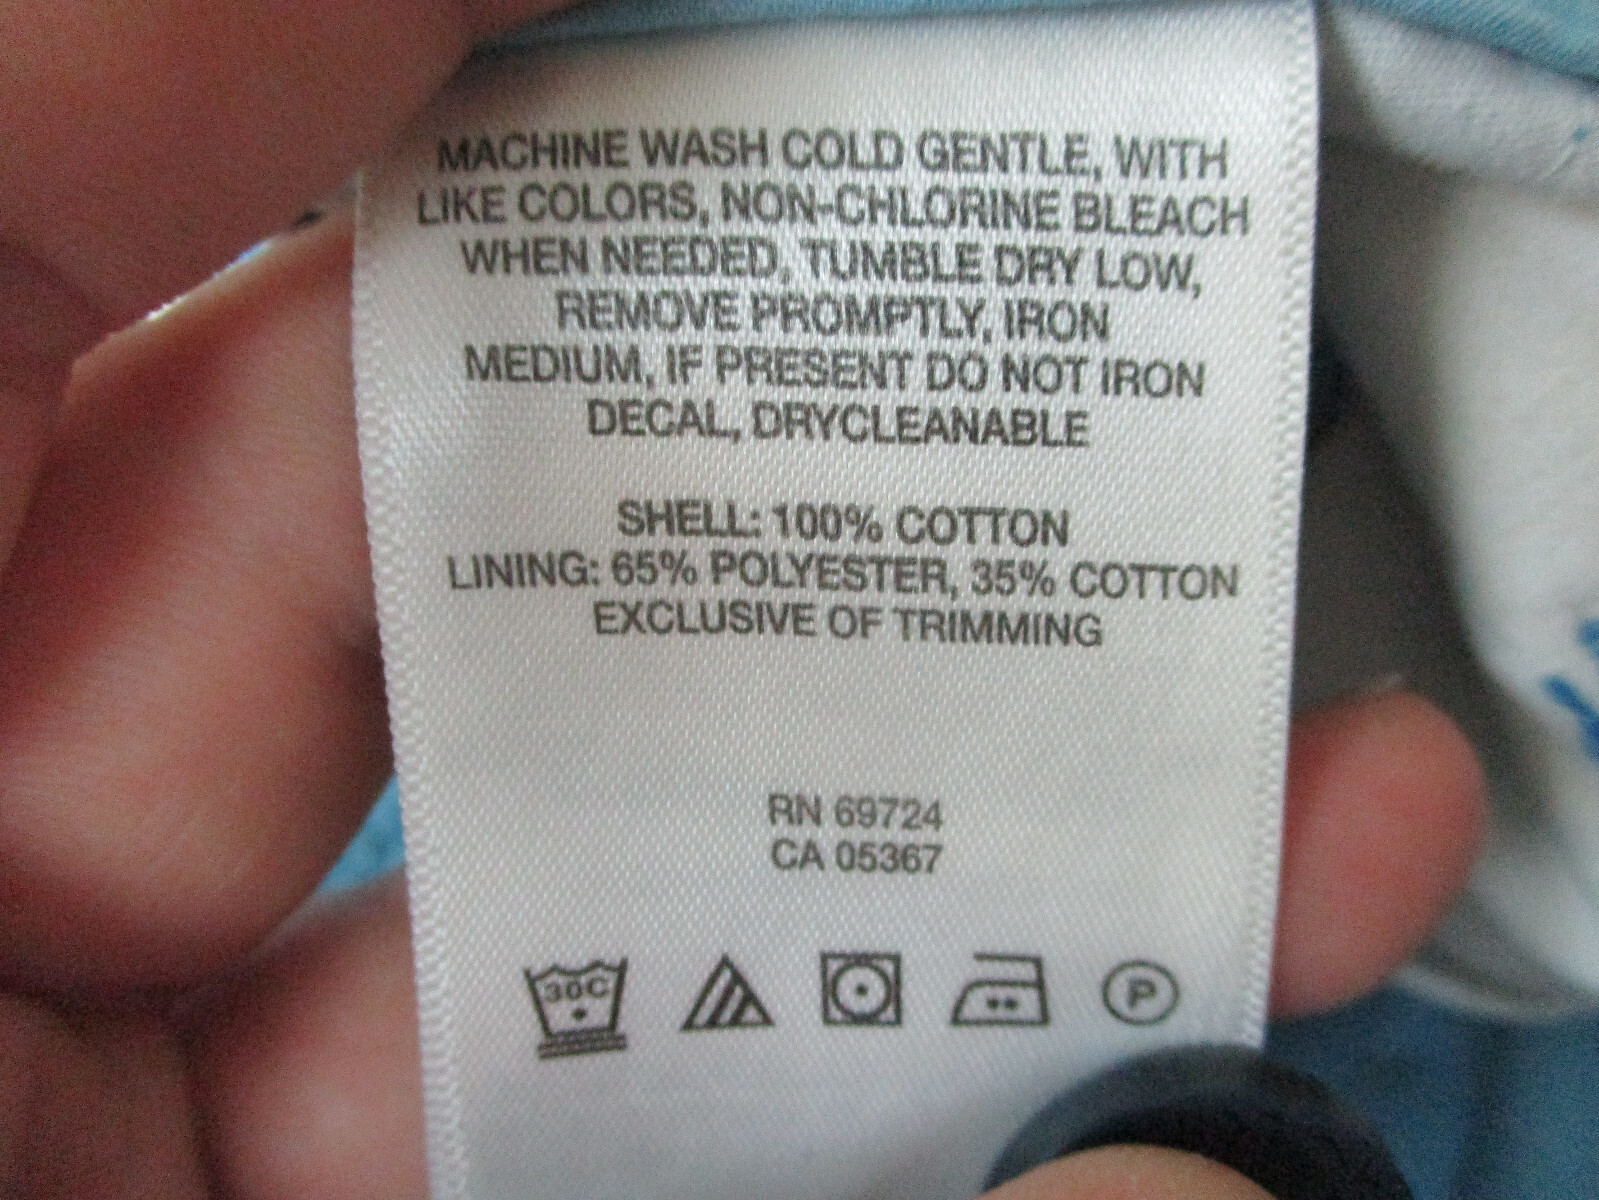 MACHINE WASH COLD GENTLE, WITH
LIKE COLORS, NON-CHLORINE BLEACH
WHEN NEEDED, TUMBLE DRY LOW,
REMOVE PROMPTLY, IRON
MEDIUM, IF PRESENT DO NOT IRON
DECAL, DRYCLEANABLE
SHELL: 100% COTTON
LINING: 65% POLYESTER, 35% COTTON
EXCLUSIVE OF TRIMMING
RN 69724
CA 05367
30C P